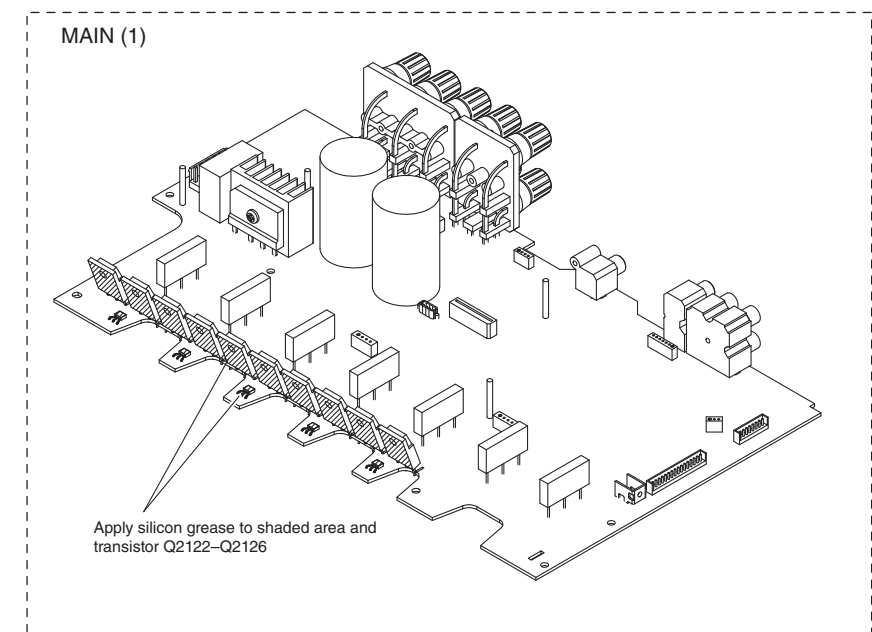 MAIN (1)
Apply silicon grease to shaded area and
transistor Q2122–Q2126